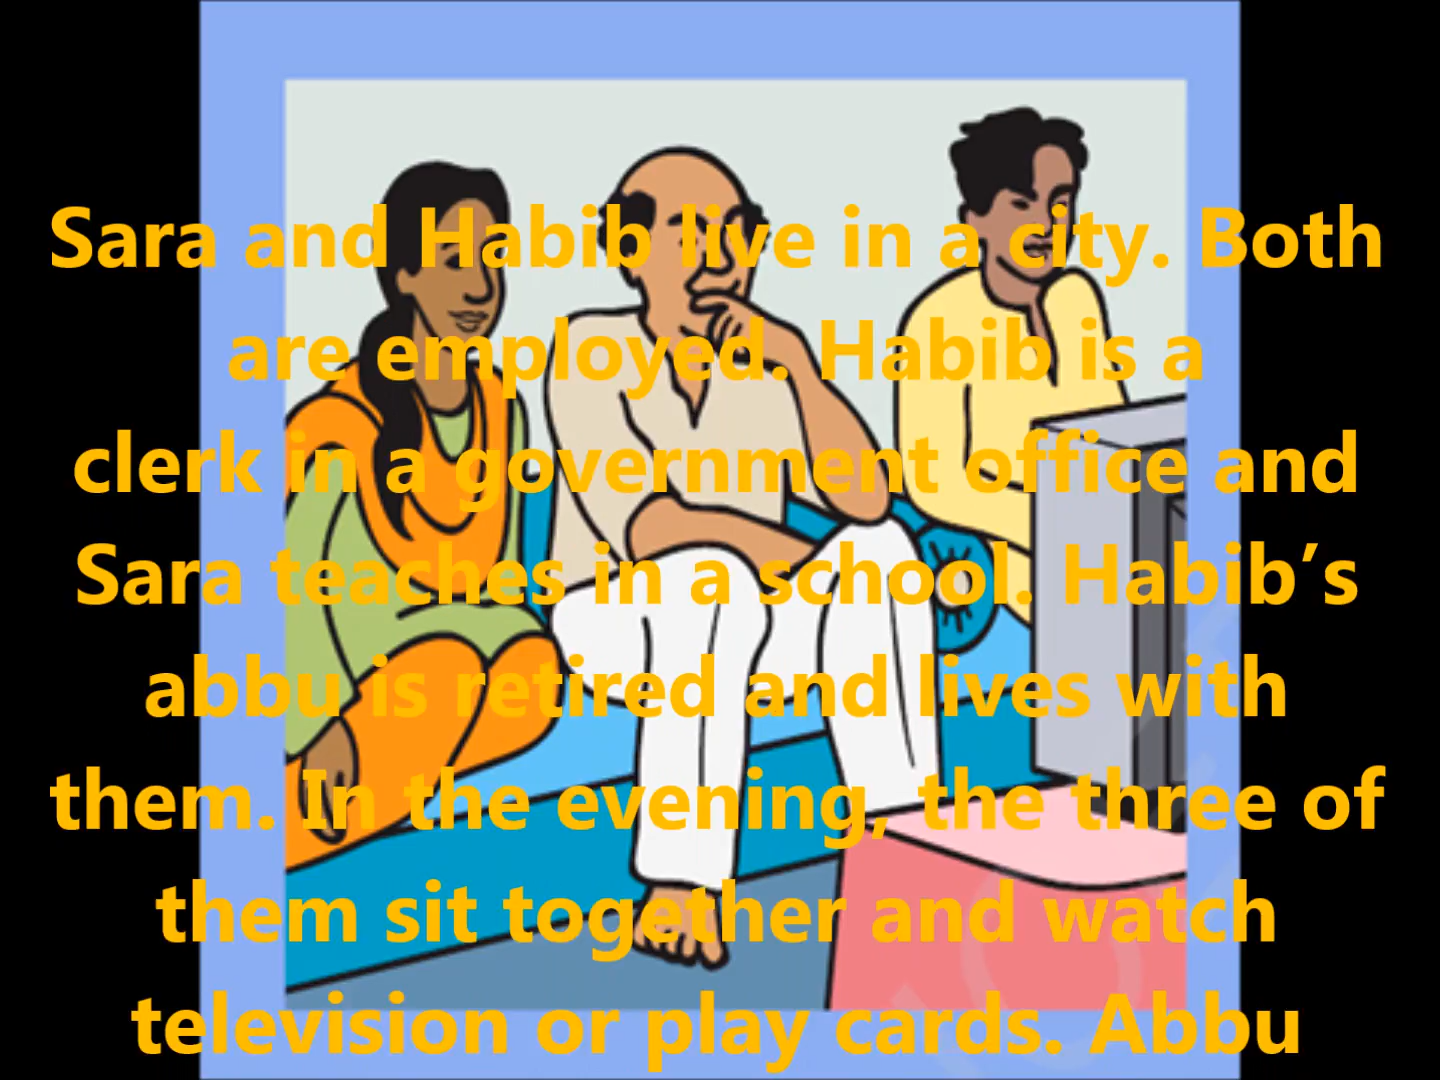 Sara and Habib live in a city. Both
are employed. Habib is a
clerk in a government office and
Sara teaches in a school. Habib’s
abbu is retired and lives with
them. In the evening, the three of
them sit together and watch
television or play cards. Abbu